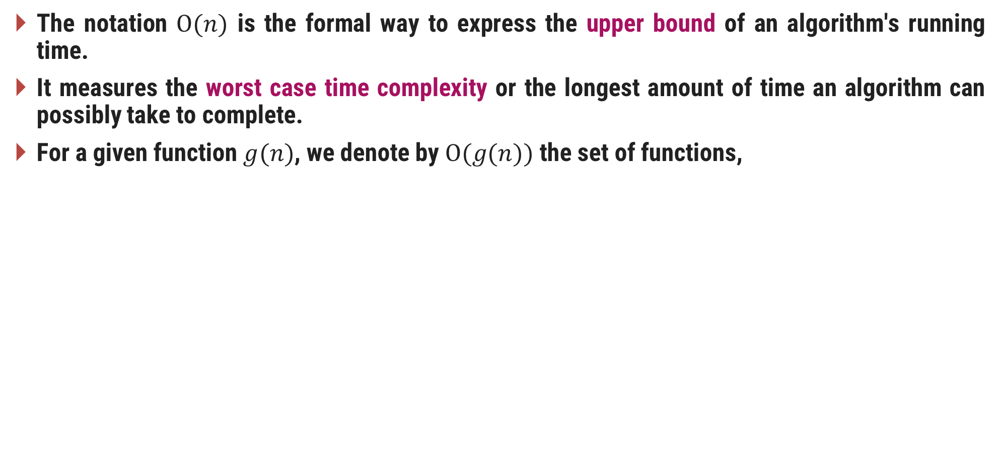 The notation O(n) is the formal way to express the upper bound of an algorithm's running
time.
It measures the worst case time complexity or the longest amount of time an algorithm can
possibly take to complete.
For a given function g(n), we denote by O(g(n)) the set of functions,